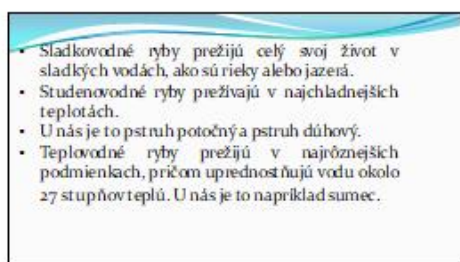 • Sladkovodné ryby prežijú celý svoj život v
sladkých vodách, ako sú rieky alebo jazerá.
• Studenovodné ryby prežívajú v najchladnejších
teplotách.
• U nás je to pstruh potočný a pstruh dúhový.
• Teplovodné ryby prežijú v najrôznejších
podmienkach, pričom uprednostňujú vodu okolo
27 stupňov teplú. U nás je to napríklad sumec.